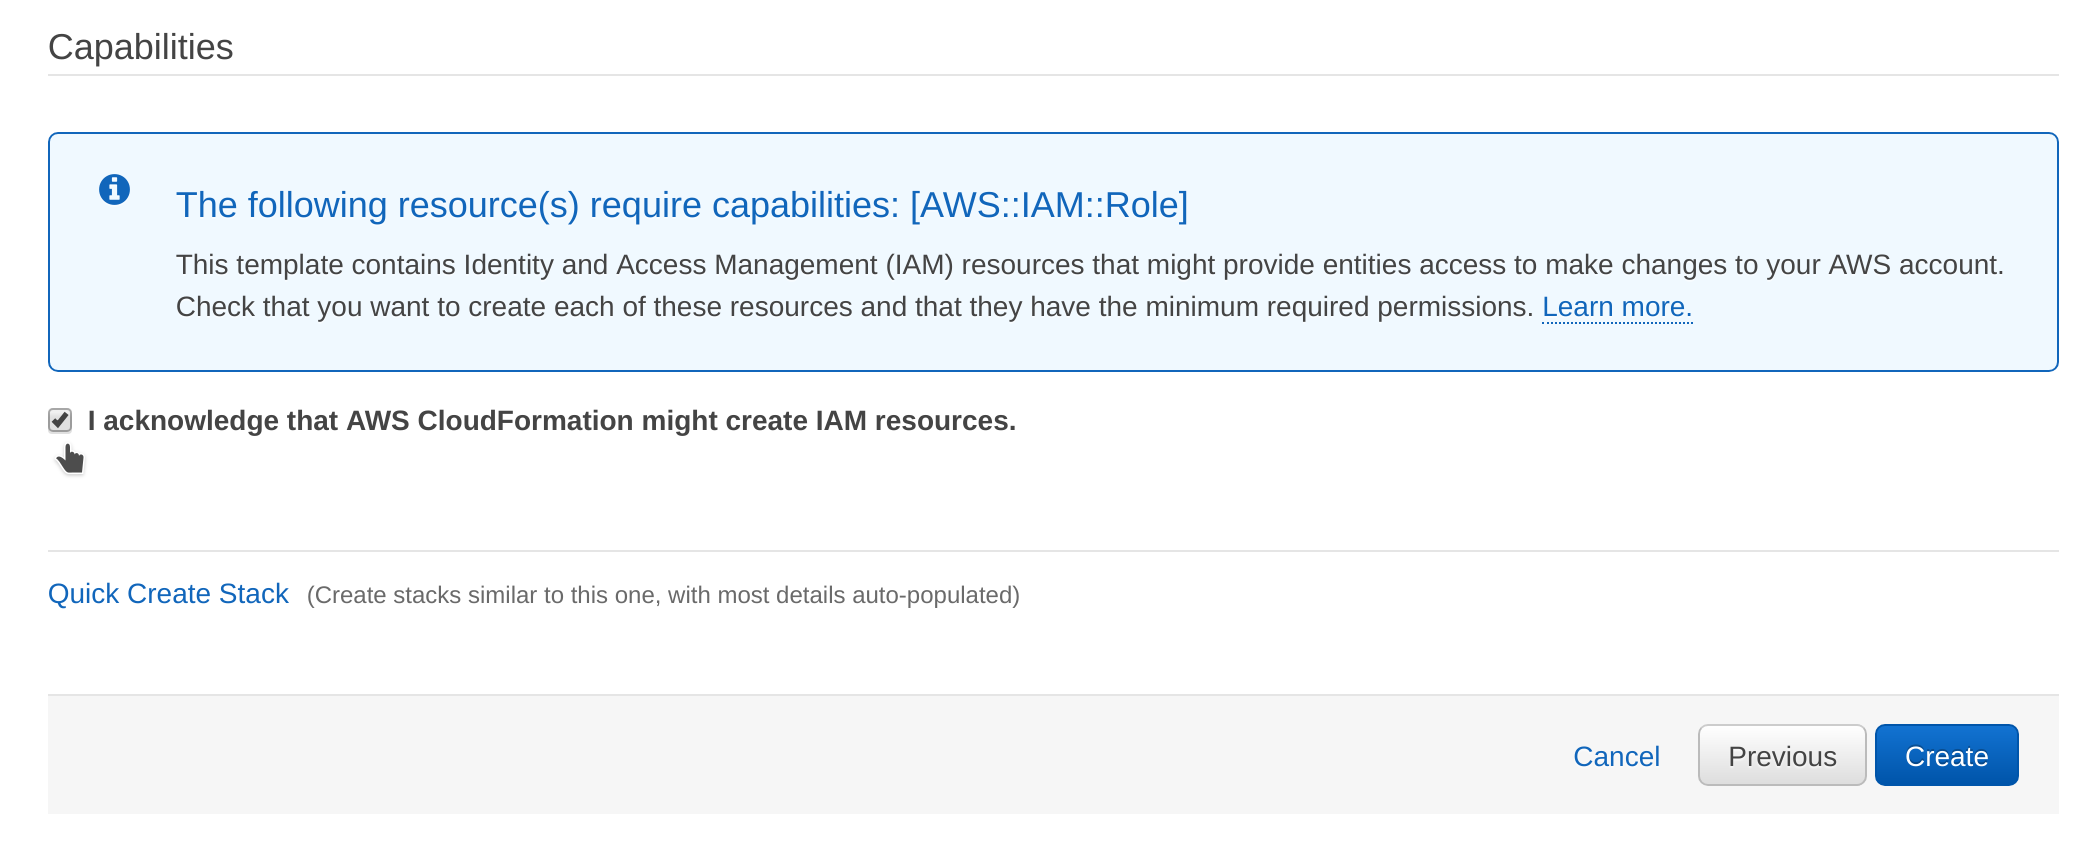 Capabilities
The following resource(s) require capabilities: [AWS::IAM::Role]
This template contains Identity and Access Management (IAM) resources that might provide entities access to make changes to your AWS account.
Check that you want to create each of these resources and that they have the minimum required permissions. Learn more.
I acknowledge that AWS CloudFormation might create IAM resources.
Quick Create Stack (Create stacks similar to this one, with most details auto-populated)
Cancel Previous Create